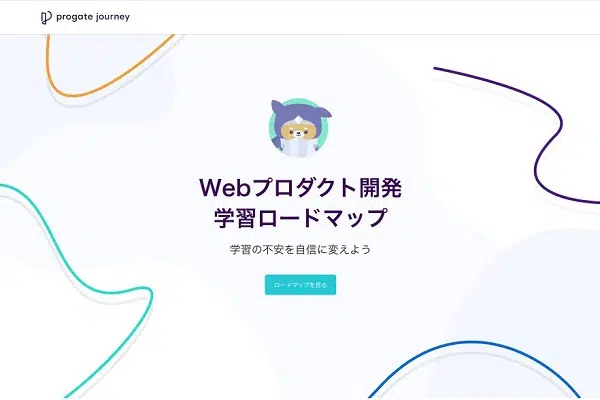 progate journey
Webプロダクト開発
学習ロードマップ
学習の不安を自信に変えよう
ロードマップを見る